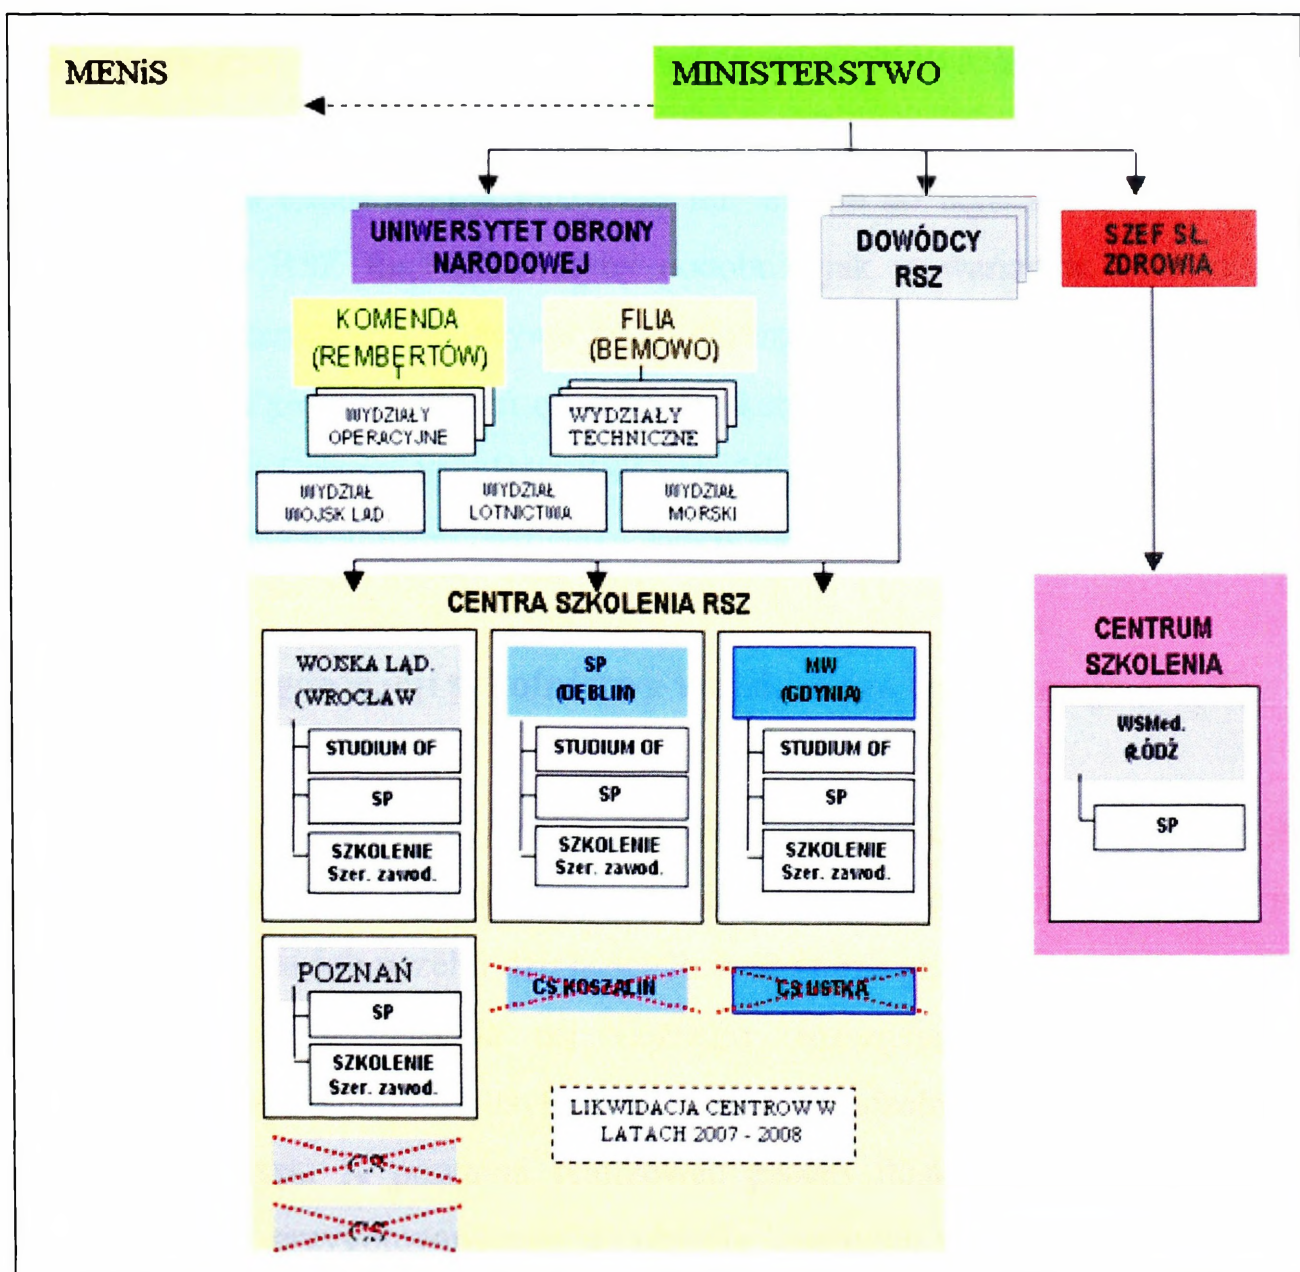 MENiS
MINISTERSTWO
UNIWERSYTET OBRONY
NARODOWEJ
DOWÓDCY
RSZ
SZEF SŁ.
ZDROWIA
KOMENDA
(REMBERTÓW)
FILIA
(BEMOWO)
WYDZIAŁY
OPERACYJNE
WYDZIAŁY
TECHNICZNE
WYDZIAŁ
WOJSK LĄD.
WYDZIAŁ
LOTNICTWA
WYDZIAŁ
MORSKI
CENTRA SZKOLENIA RSZ
WOJSKA LĄD.
(WROCŁAW
STUDIUM OF
SP
SZKOLENIE
Szer. zawod.
SP
(DĘBLIN)
STUDIUM OF
SP
SZKOLENIE
Szer. zawod.
MW
(GDYNIA)
STUDIUM OF
SP
SZKOLENIE
Szer. zawod.
CENTRUM
SZKOLENIA
WSMed.
ŁÓDŹ
SP
POZNAŃ
SP
SZKOLENIE
Szer. zawod.
CS KOSZALIN
CS USTKA
LIKWIDACJA CENTROW W
LATACH 2007 - 2008
CS
CS